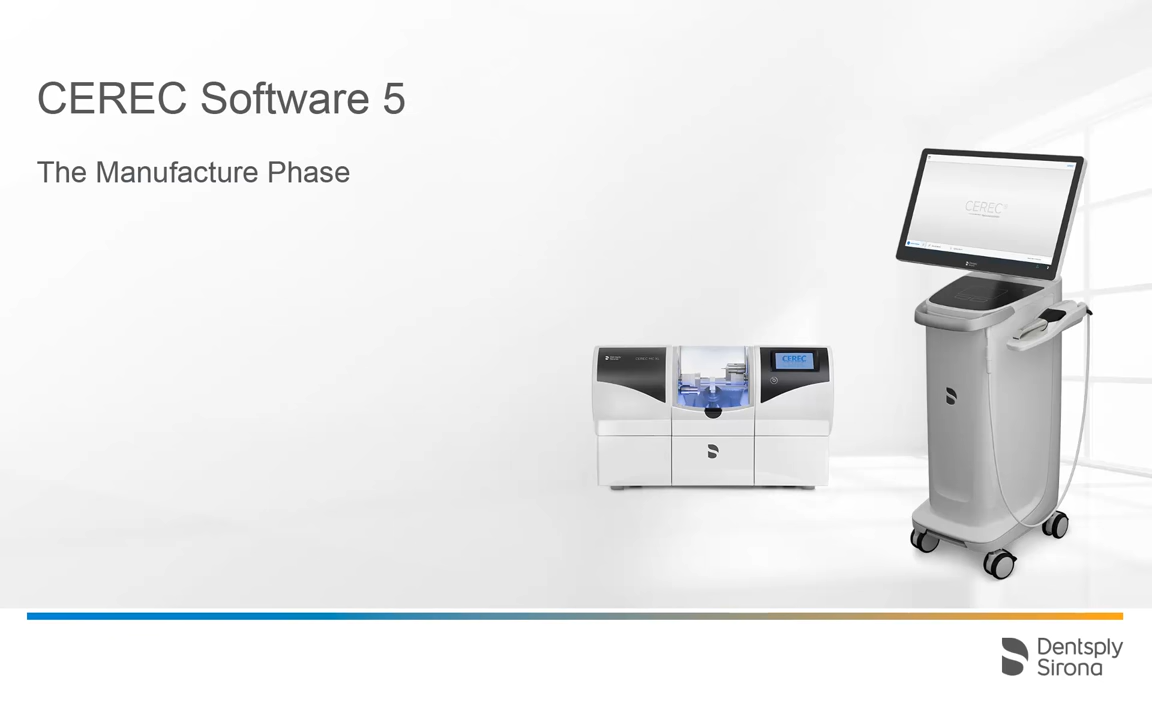 CEREC Software 5
The Manufacture Phase
CEREC
CEREC
Dentsply
Sirona